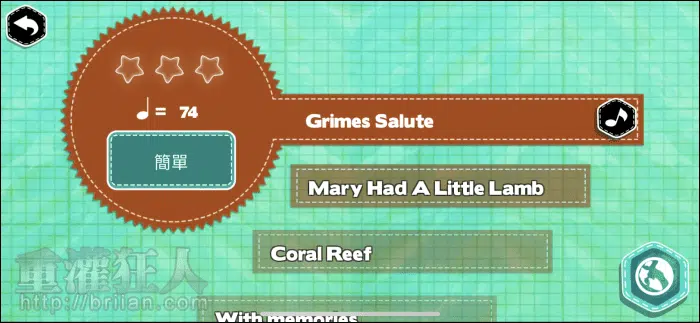 = 74
簡單
Grimes Salute
Mary Had A Little Lamb
Coral Reef
With memories
重灌狂人
http://briian.com